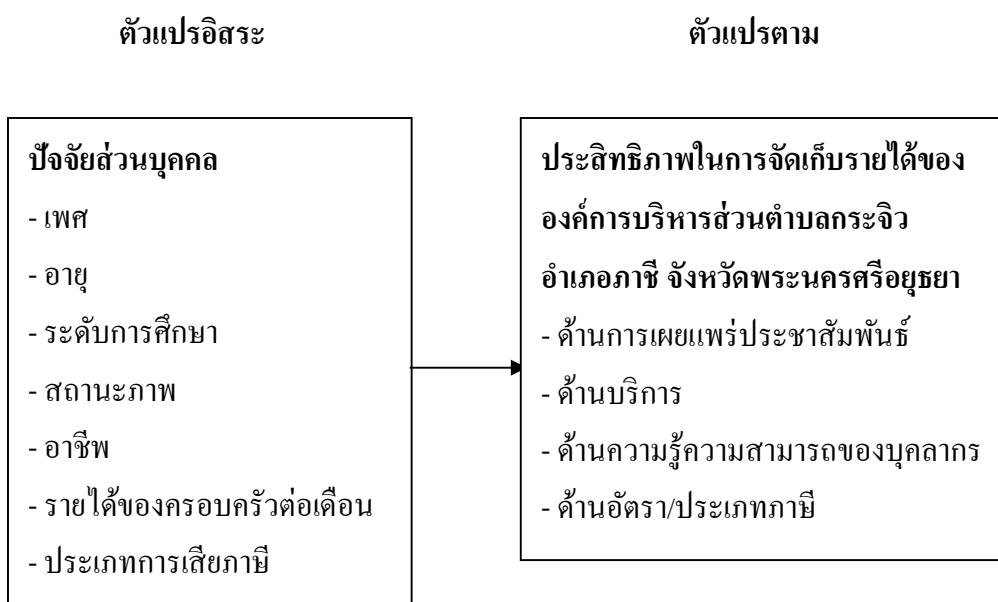 ตัวแปรอิสระ
ตัวแปรตาม
ปัจจัยส่วนบุคคล
- เพศ
- อายุ
- ระดับการศึกษา
- สถานะภาพ
- อาชีพ
- รายได้ของครอบครัวต่อเดือน
- ประเภทการเสียภาษี
ประสิทธิภาพในการจัดเก็บรายได้ของ
องค์การบริหารส่วนตำบลกระจิว
อำเภอภาชี จังหวัดพระนครศรีอยุธยา
- ด้านการเผยแพร่ประชาสัมพันธ์
- ด้านบริการ
- ด้านความรู้ความสามารถของบุคลากร
- ด้านอัตรา/ประเภทภาษี